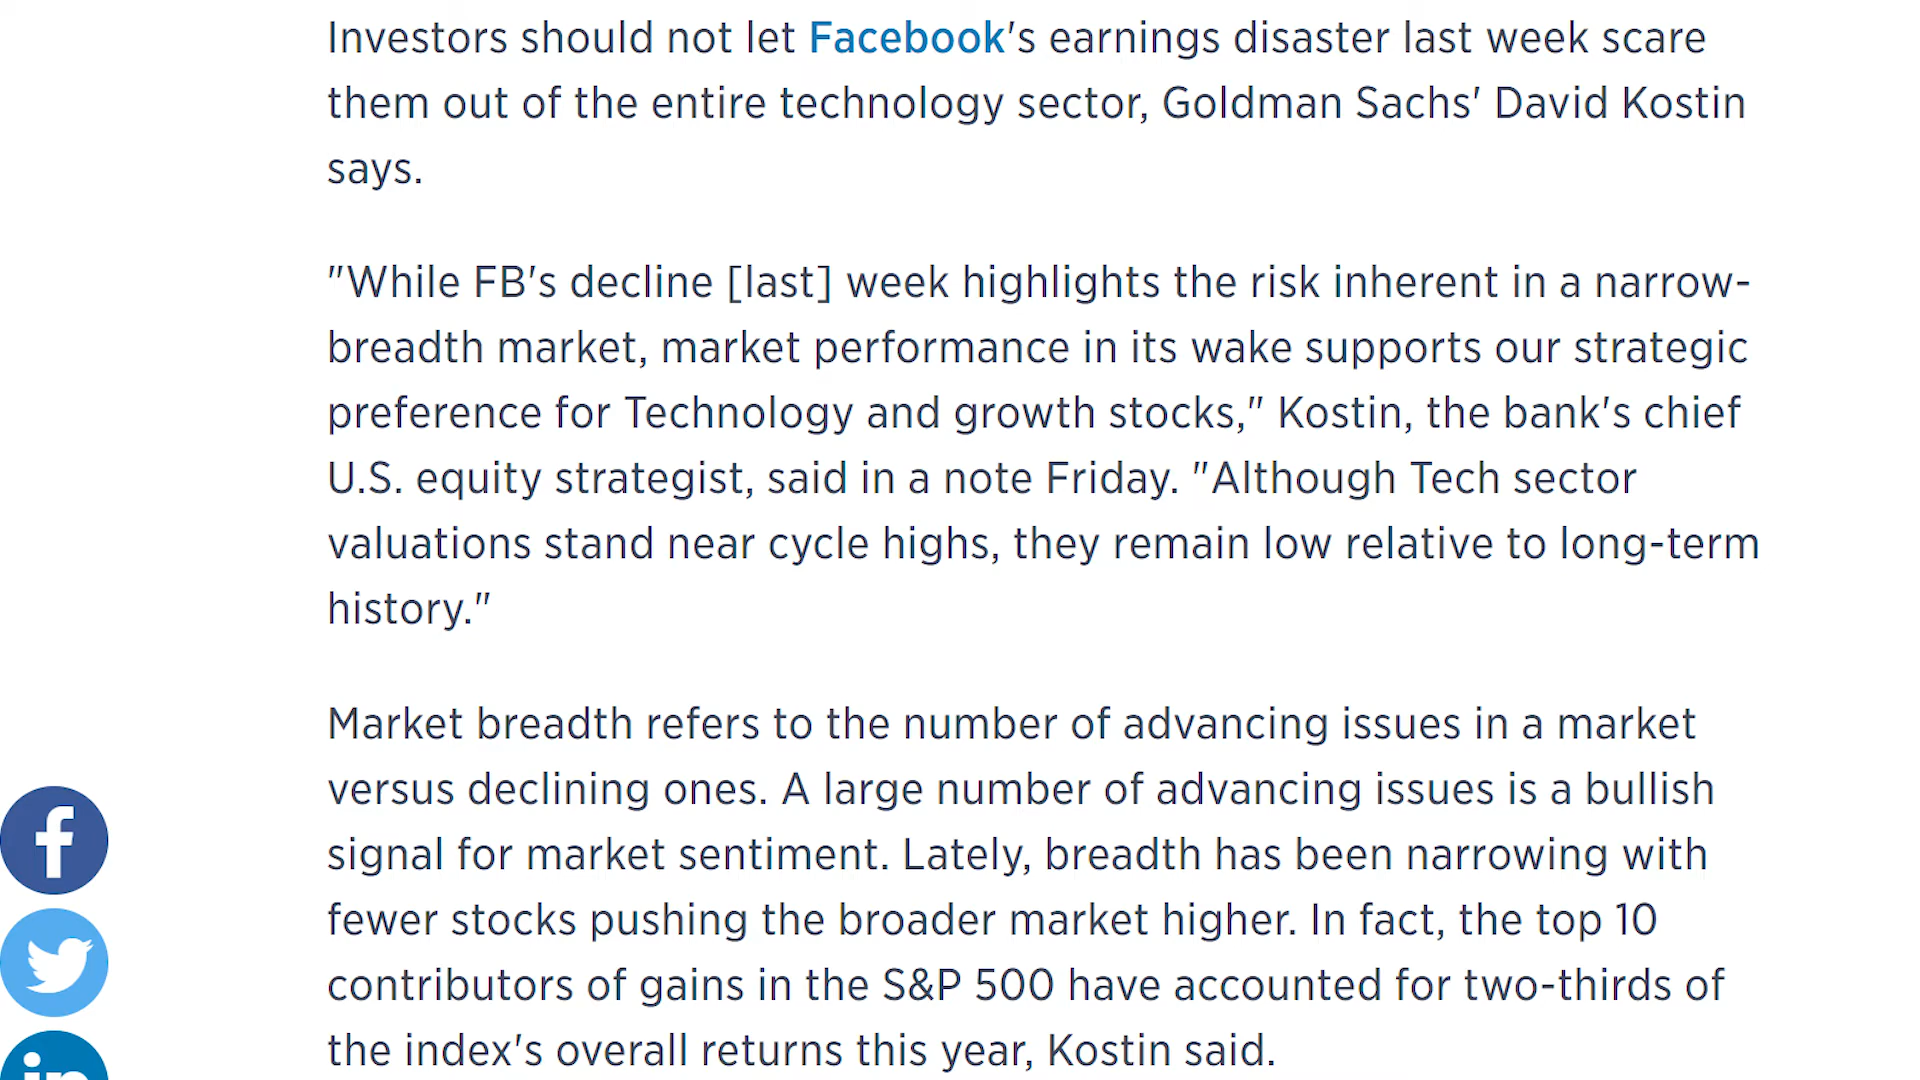 Investors should not let Facebook's earnings disaster last week scare
them out of the entire technology sector, Goldman Sachs' David Kostin
says.
"While FB's decline [last] week highlights the risk inherent in a narrow-
breadth market, market performance in its wake supports our strategic
preference for Technology and growth stocks," Kostin, the bank's chief
U.S. equity strategist, said in a note Friday. "Although Tech sector
valuations stand near cycle highs, they remain low relative to long-term
history."
Market breadth refers to the number of advancing issues in a market
versus declining ones. A large number of advancing issues is a bullish
signal for market sentiment. Lately, breadth has been narrowing with
fewer stocks pushing the broader market higher. In fact, the top 10
contributors of gains in the S&P 500 have accounted for two-thirds of
the index's overall returns this year, Kostin said.
f
in